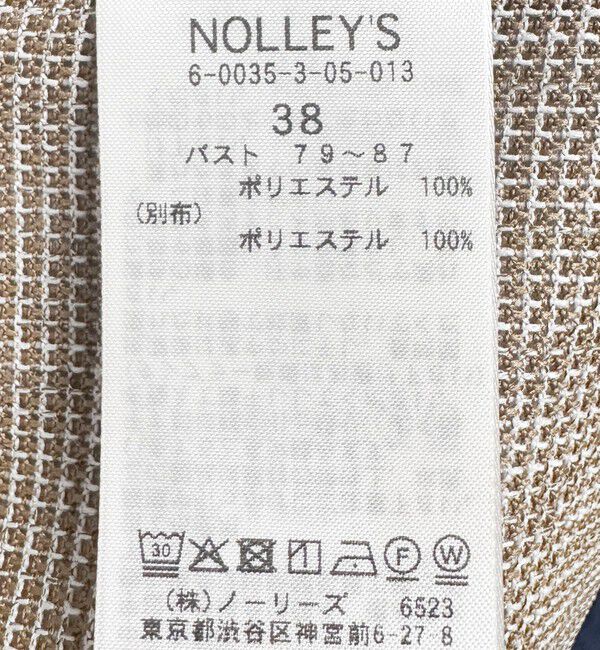 NOLLEY'S
6-0035-3-05-013
38
バスト 79～87
ポリエステル 100%
(別布)
ポリエステル 100%
30
F W
(株)ノーリーズ 6523
東京都渋谷区神宮前6-27 8